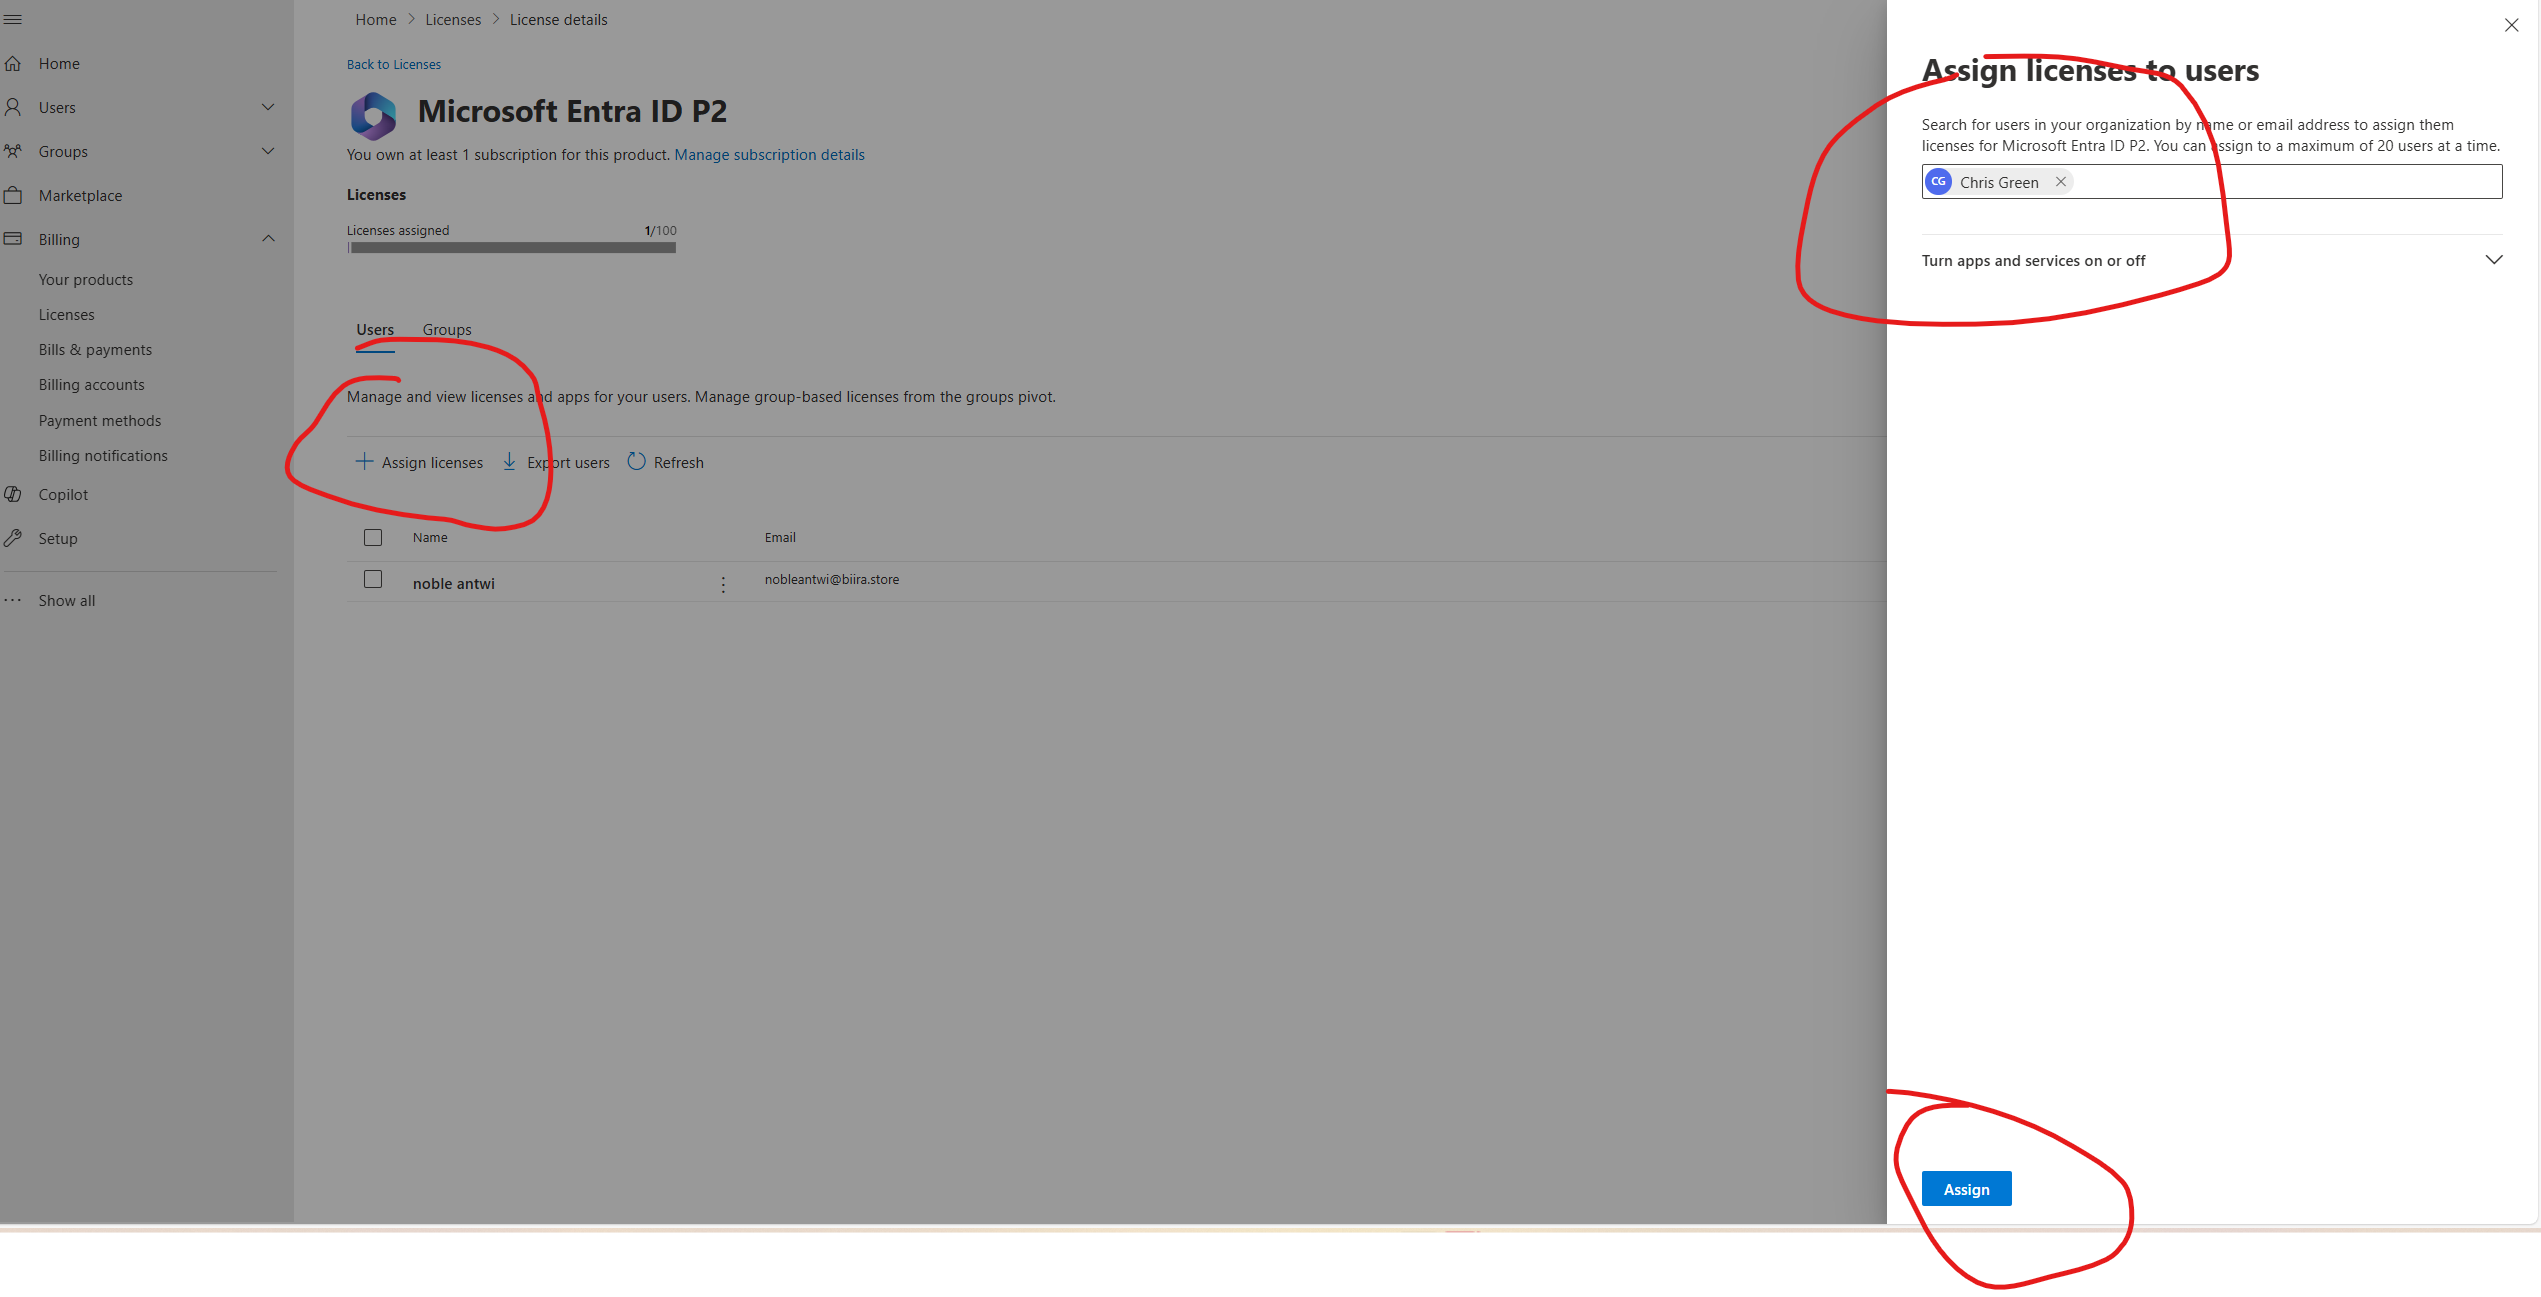 Home > Licenses > License details
Home
Users
Groups
Marketplace
Billing
Your products
Licenses
Bills & payments
Billing accounts
Payment methods
Billing notifications
Copilot
Setup
Show all
Back to Licenses
Microsoft Entra ID P2
You own at least 1 subscription for this product. Manage subscription details
Licenses
Licenses assigned 1/100
Users Groups
Manage and view licenses and apps for your users. Manage group-based licenses from the groups pivot.
Assign licenses Export users Refresh
Name Email
noble antwi nobleantwi@biira.store
Assign licenses to users
Search for users in your organization by name or email address to assign them
licenses for Microsoft Entra ID P2. You can assign to a maximum of 20 users at a time.
CG Chris Green
Turn apps and services on or off
Assign